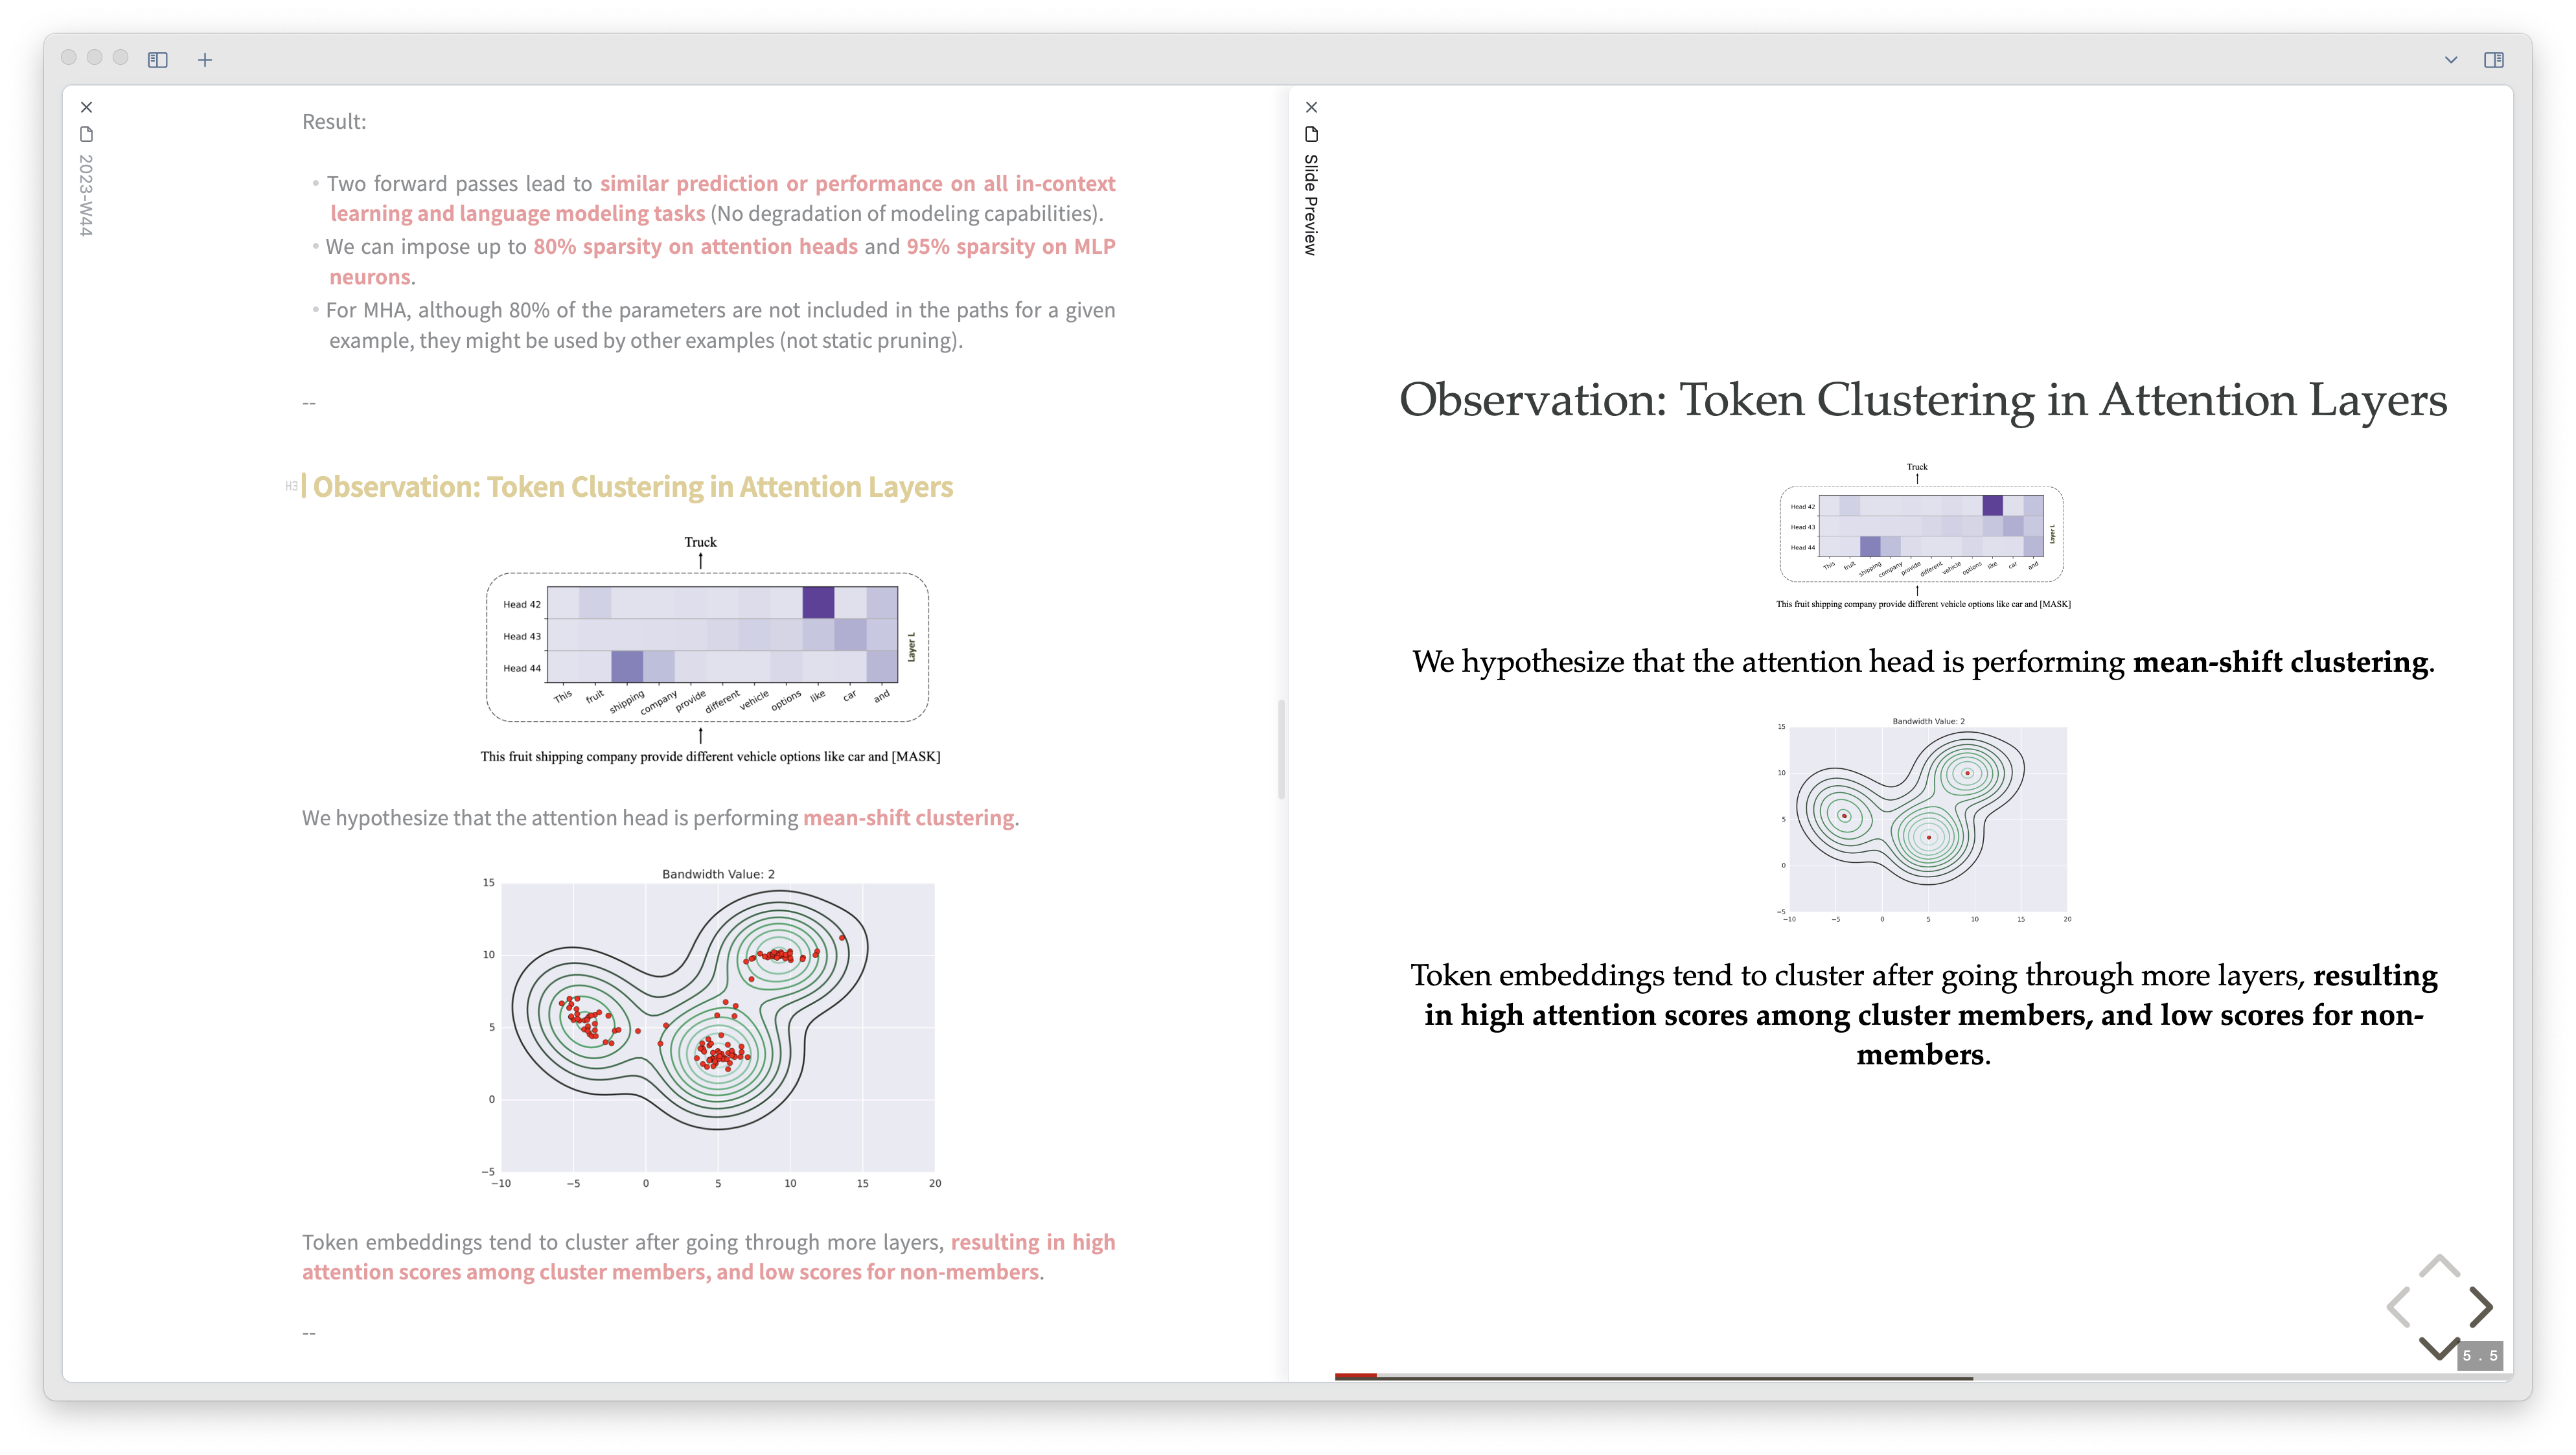 2023-W44
Result:
• Two forward passes lead to similar prediction or performance on all in-context
learning and language modeling tasks (No degradation of modeling capabilities).
• We can impose up to 80% sparsity on attention heads and 95% sparsity on MLP
neurons.
• For MHA, although 80% of the parameters are not included in the paths for a given
example, they might be used by other examples (not static pruning).
--
H3 Observation: Token Clustering in Attention Layers
Truck
Head 42
Head 43
Head 44
Layer L
This fruit shipping company provide different vehicle options like car and
This fruit shipping company provide different vehicle options like car and [MASK]
We hypothesize that the attention head is performing mean-shift clustering.
Bandwidth Value: 2
15
10
5
0
−5
−10 −5 0 5 10 15 20
Token embeddings tend to cluster after going through more layers, resulting in high
attention scores among cluster members, and low scores for non-members.
--
Slide Preview
Observation: Token Clustering in Attention Layers
Truck
Head 42
Head 43
Head 44
Layer L
This fruit shipping company provide different vehicle options like car and
This fruit shipping company provide different vehicle options like car and [MASK]
We hypothesize that the attention head is performing mean-shift clustering.
Bandwidth Value: 2
15
10
5
0
−5
−10 −5 0 5 10 15 20
Token embeddings tend to cluster after going through more layers, resulting
in high attention scores among cluster members, and low scores for non-
members.
5 . 5